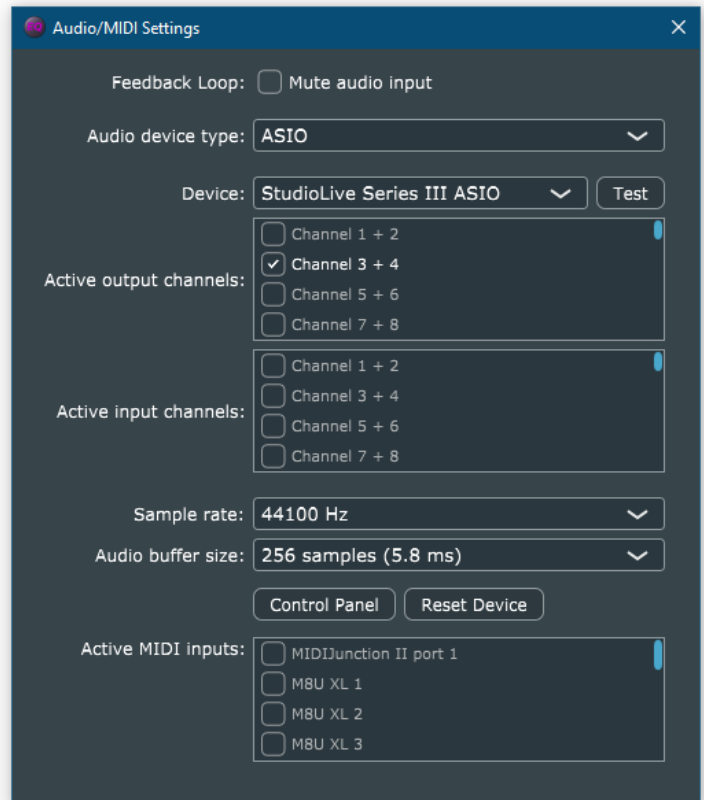 Audio/MIDI Settings
Feedback Loop: Mute audio input
Audio device type: ASIO
Device: StudioLive Series III ASIO Test
Active output channels:
Channel 1 + 2
Channel 3 + 4
Channel 5 + 6
Channel 7 + 8
Active input channels:
Channel 1 + 2
Channel 3 + 4
Channel 5 + 6
Channel 7 + 8
Sample rate: 44100 Hz
Audio buffer size: 256 samples (5.8 ms)
Control Panel Reset Device
Active MIDI inputs: MIDIJunction II port 1
M8U XL 1
M8U XL 2
M8U XL 3